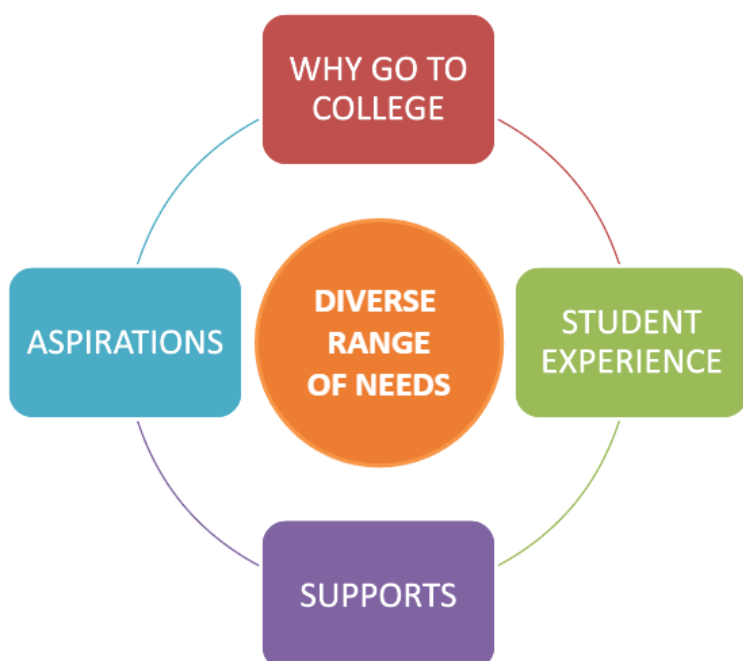 WHY GO TO
COLLEGE
ASPIRATIONS
DIVERSE
RANGE
OF NEEDS
STUDENT
EXPERIENCE
SUPPORTS